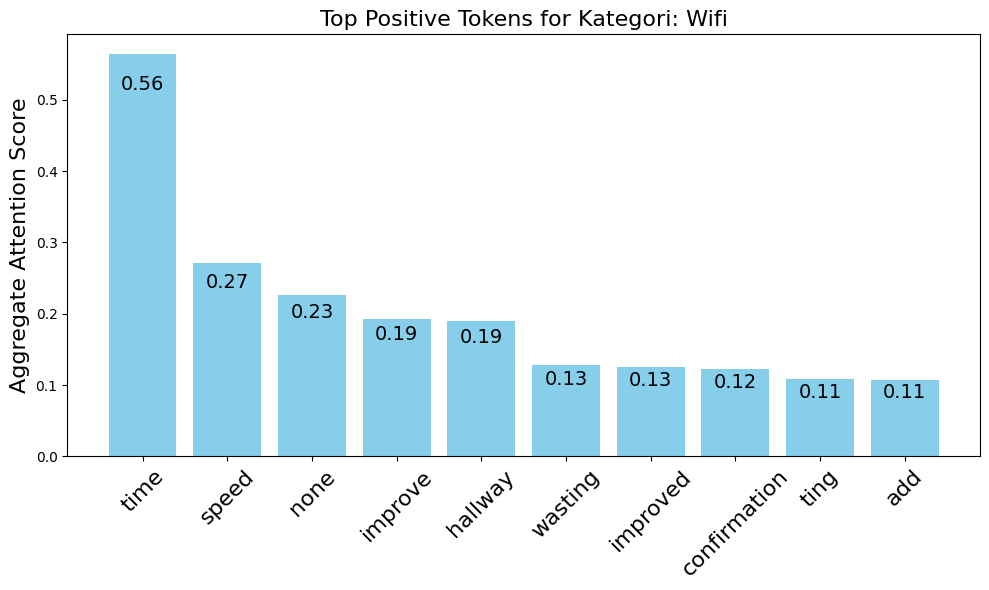 Top Positive Tokens for Kategori: Wifi
Aggregate Attention Score
0.5
0.4
0.3
0.2
0.1
0.0
0.56
0.27
0.23
0.19
0.19
0.13
0.13
0.12
0.11
0.11
time
speed
none
improve
hallway
wasting
improved
confirmation
ting
add